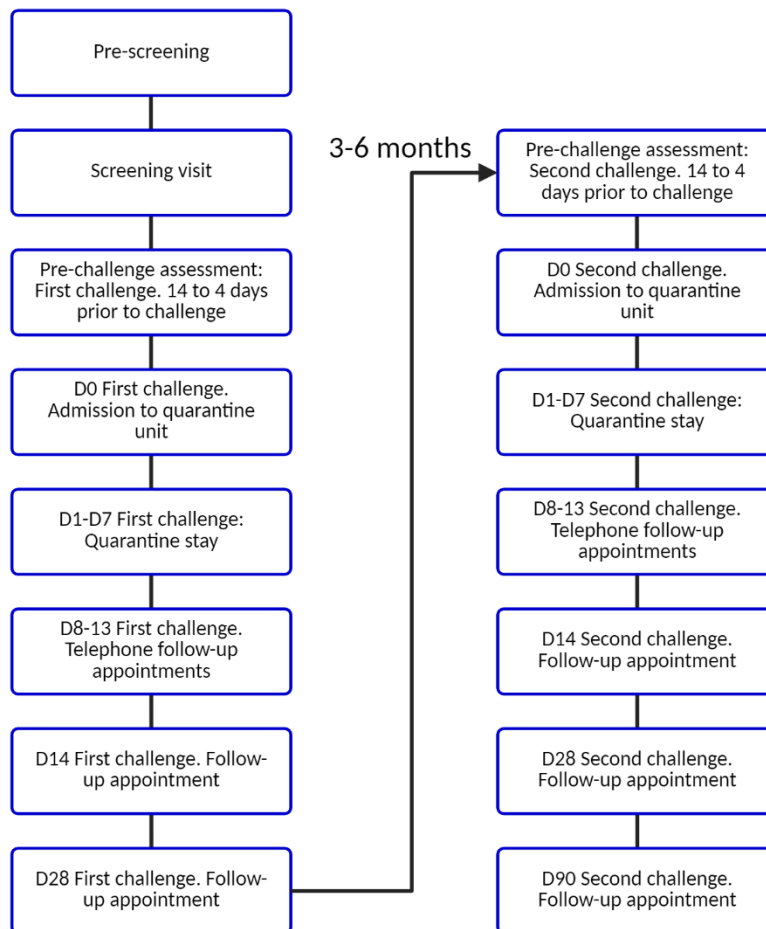 Pre-screening
Screening visit
Pre-challenge assessment:
First challenge. 14 to 4 days
prior to challenge
D0 First challenge.
Admission to quarantine
unit
D1-D7 First challenge:
Quarantine stay
D8-13 First challenge.
Telephone follow-up
appointments
D14 First challenge. Follow-
up appointment
D28 First challenge. Follow-
up appointment
3-6 months
Pre-challenge assessment:
Second challenge. 14 to 4
days prior to challenge
D0 Second challenge.
Admission to quarantine
unit
D1-D7 Second challenge:
Quarantine stay
D8-13 Second challenge.
Telephone follow-up
appointments
D14 Second challenge.
Follow-up appointment
D28 Second challenge.
Follow-up appointment
D90 Second challenge.
Follow-up appointment